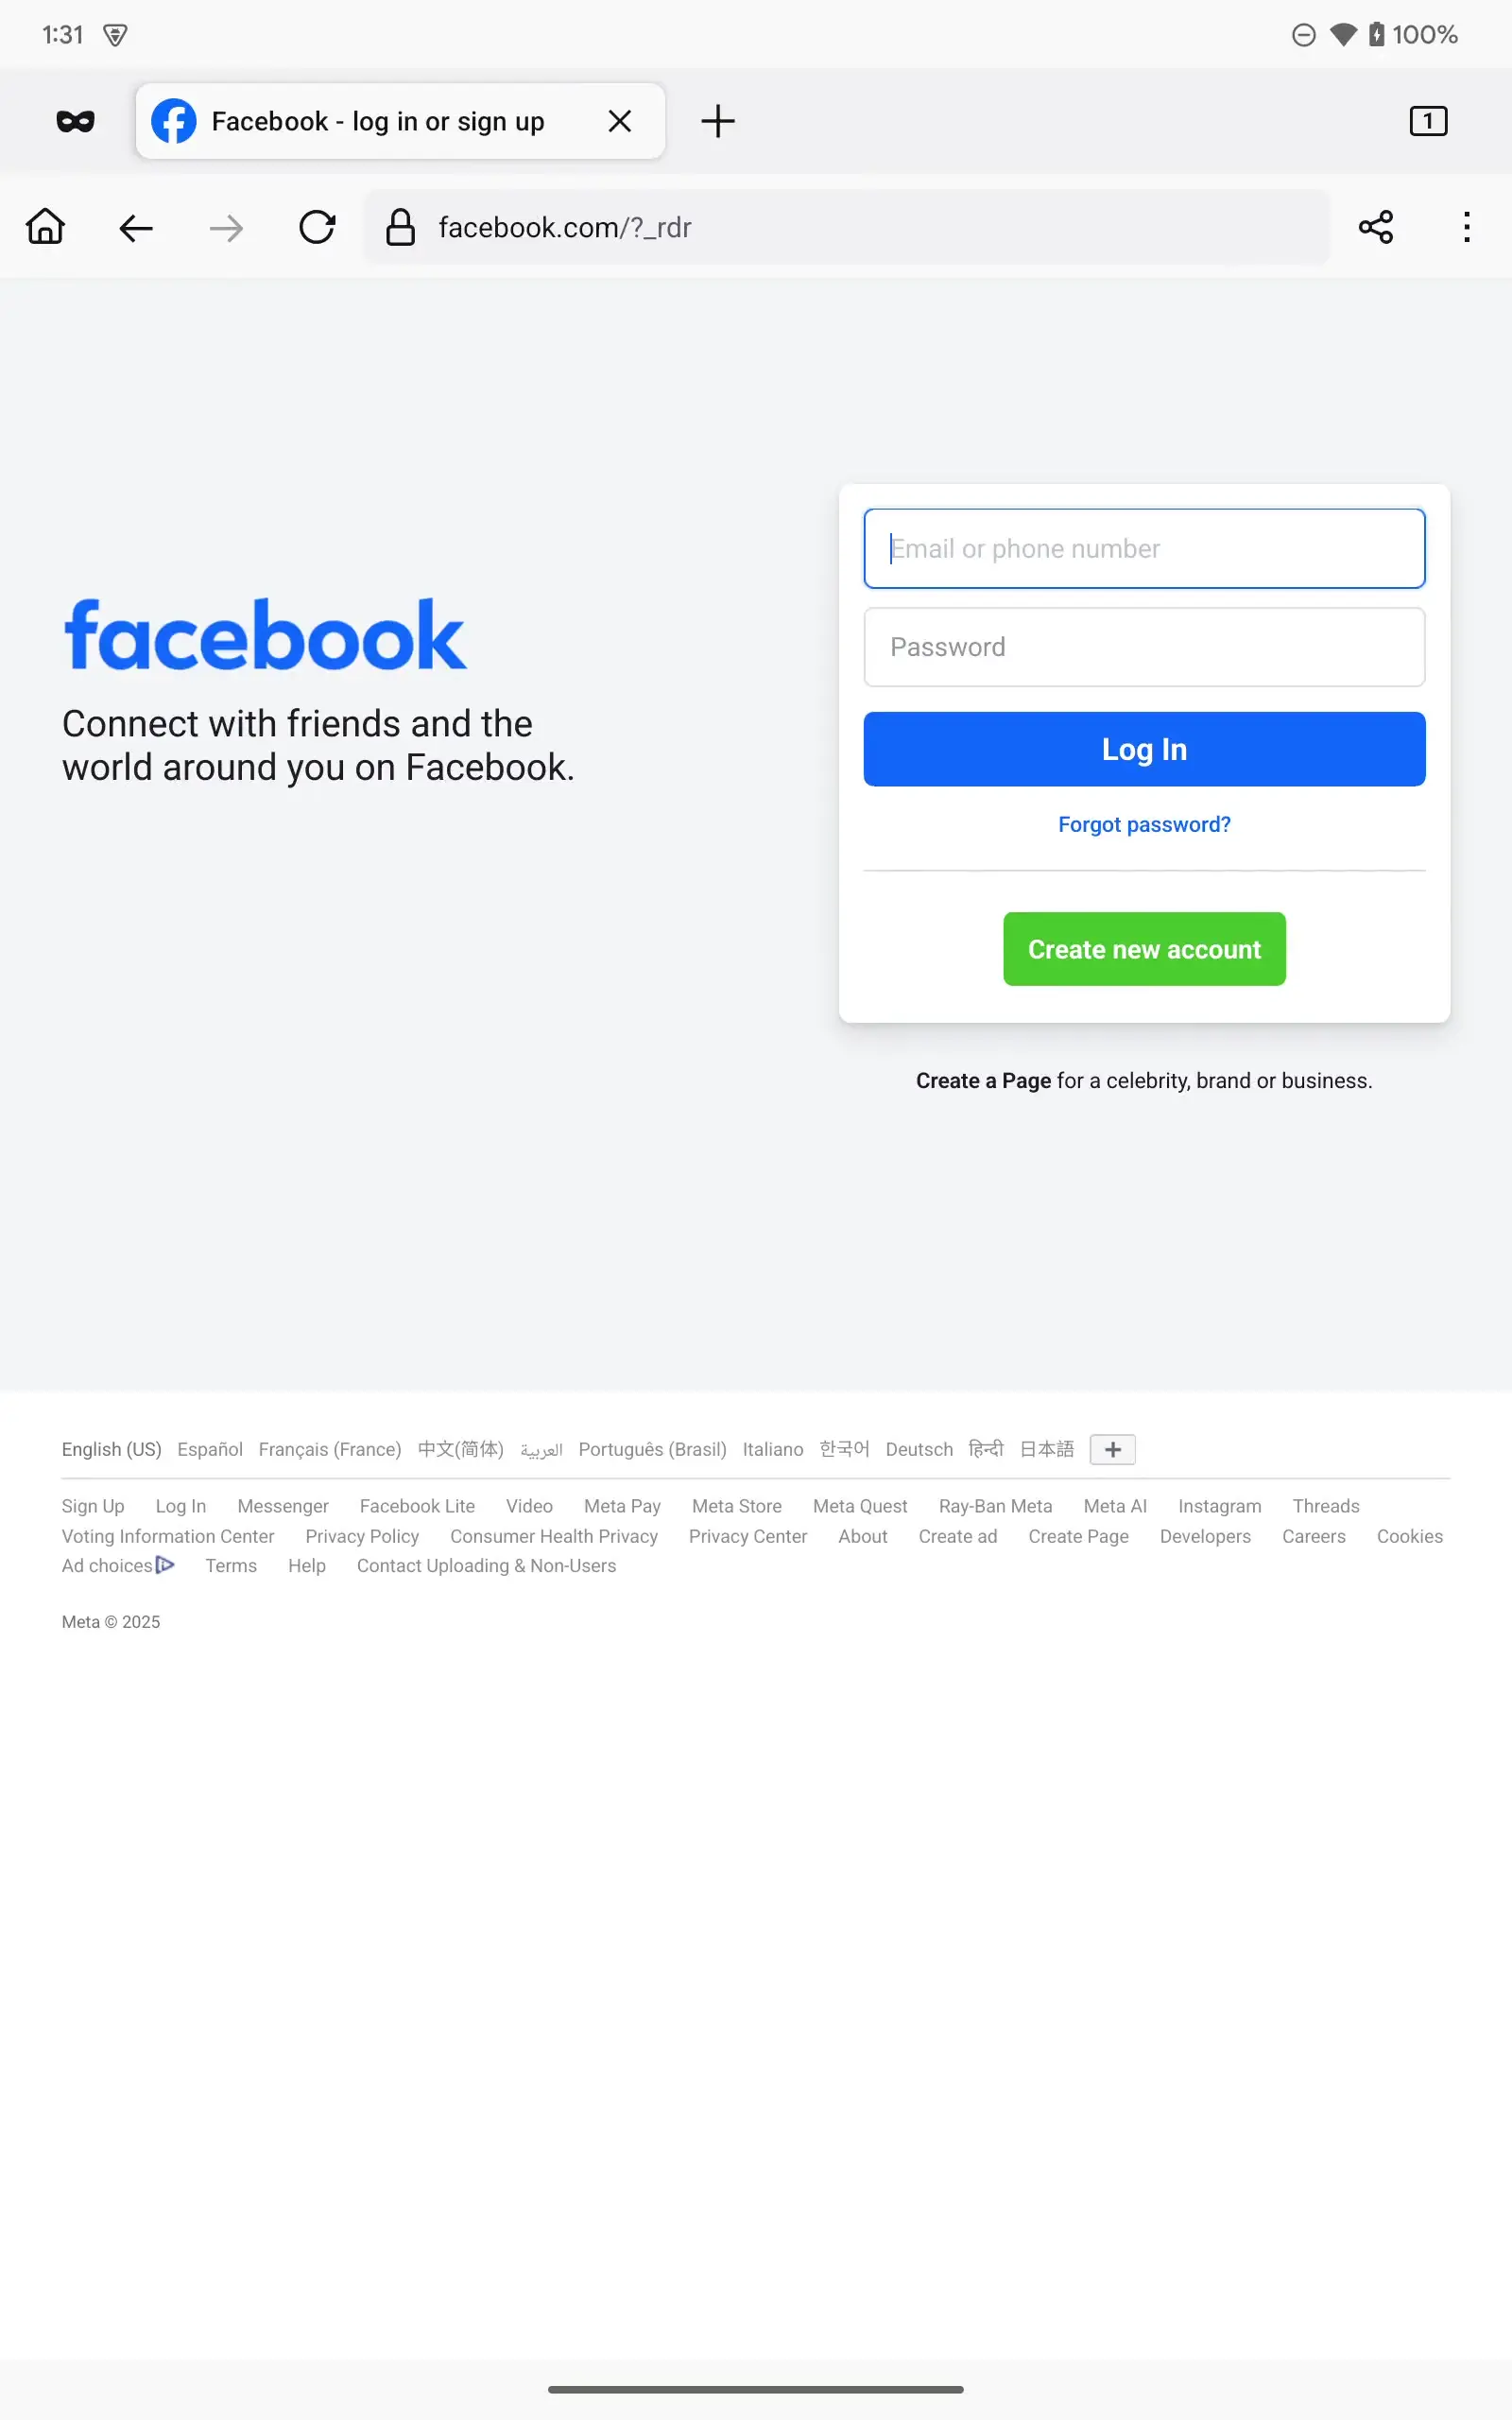 1:31
100%
Facebook - log in or sign up
1
facebook.com/?_rdr
facebook
Connect with friends and the
world around you on Facebook.
Email or phone number
Password
Log In
Forgot password?
Create new account
Create a Page for a celebrity, brand or business.
English (US) Español Français (France) 中文(简体) العربية Português (Brasil) Italiano 한국어 Deutsch हिन्दी 日本語
Sign Up Log In Messenger Facebook Lite Video Meta Pay Meta Store Meta Quest Ray-Ban Meta Meta AI Instagram Threads
Voting Information Center Privacy Policy Consumer Health Privacy Privacy Center About Create ad Create Page Developers Careers Cookies
Ad choices Terms Help Contact Uploading & Non-Users
Meta © 2025